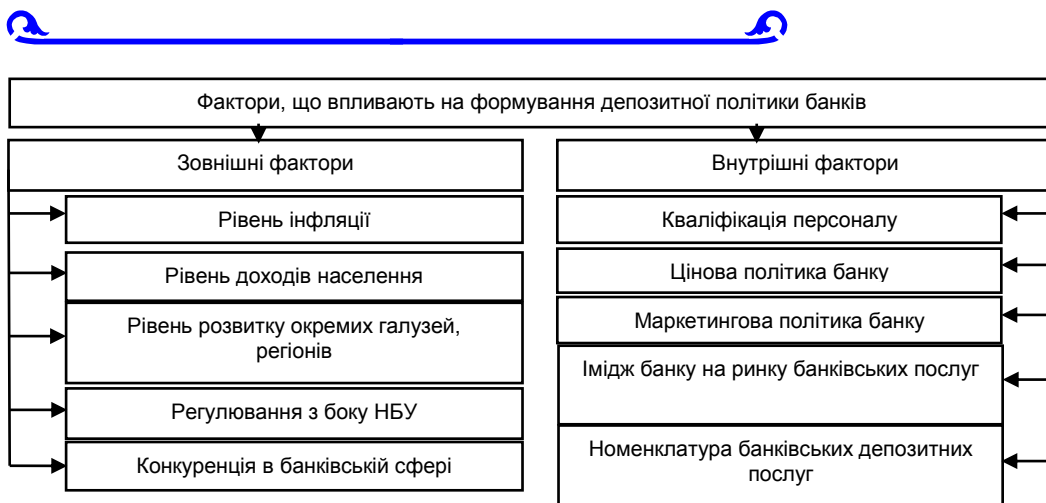 Фактори, що впливають на формування депозитної політики банків
Зовнішні фактори
Рівень інфляції
Рівень доходів населення
Рівень розвитку окремих галузей,
регіонів
Регулювання з боку НБУ
Конкуренція в банківській сфері
Внутрішні фактори
Кваліфікація персоналу
Цінова політика банку
Маркетингова політика банку
Імідж банку на ринку банківських послуг
Номенклатура банківських депозитних
послуг